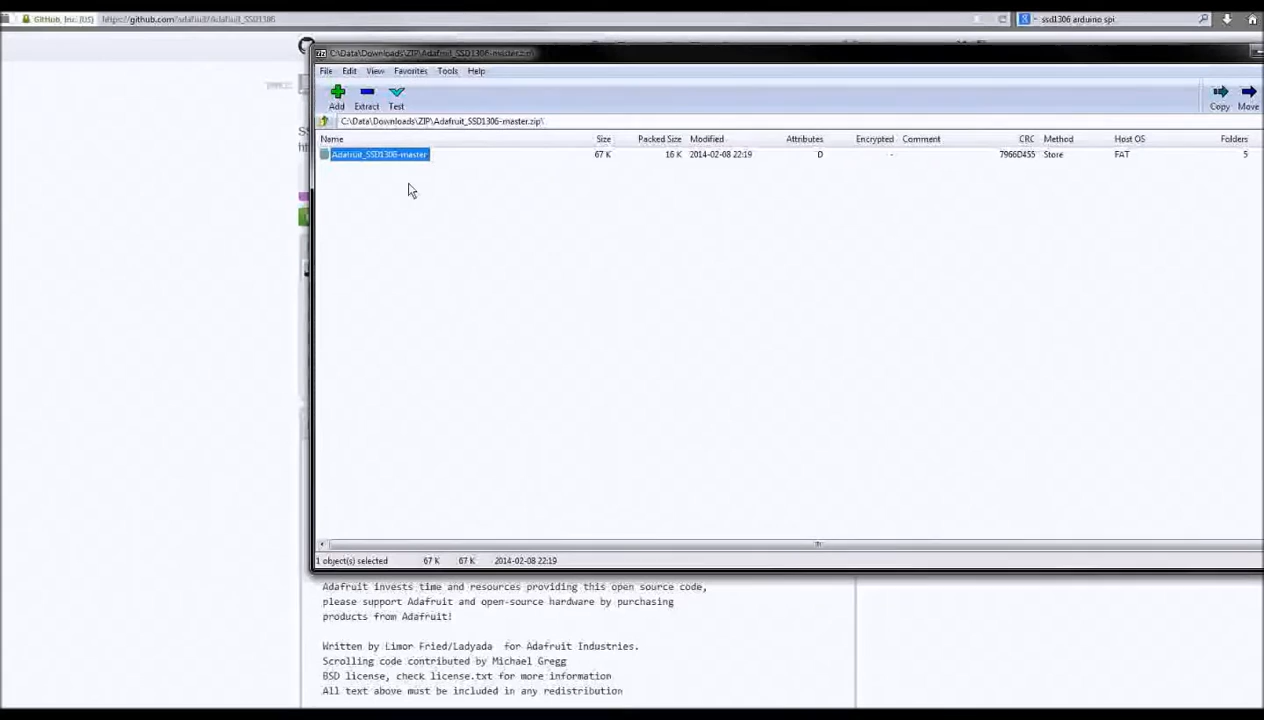 GitHub, Inc. (US) https://github.com/adafruit/Adafruit_SSD1306 ssd1306 arduino spi
C:\Data\Downloads\ZIP\Adafruit_SSD1306-master.zip\
File Edit View Favorites Tools Help
Add Extract Test Copy Move
C:\Data\Downloads\ZIP\Adafruit_SSD1306-master.zip\
Name Size Packed Size Modified Attributes Encrypted Comment CRC Method Host OS Folders
Adafruit_SSD1306-master 67 K 16 K 2014-02-08 22:19 D - 7966D455 Store FAT 5
1 object(s) selected 67 K 67 K 2014-02-08 22:19
Adafruit invests time and resources providing this open source code,
please support Adafruit and open-source hardware by purchasing
products from Adafruit!
Written by Limor Fried/Ladyada for Adafruit Industries.
Scrolling code contributed by Michael Gregg
BSD license, check license.txt for more information
All text above must be included in any redistribution